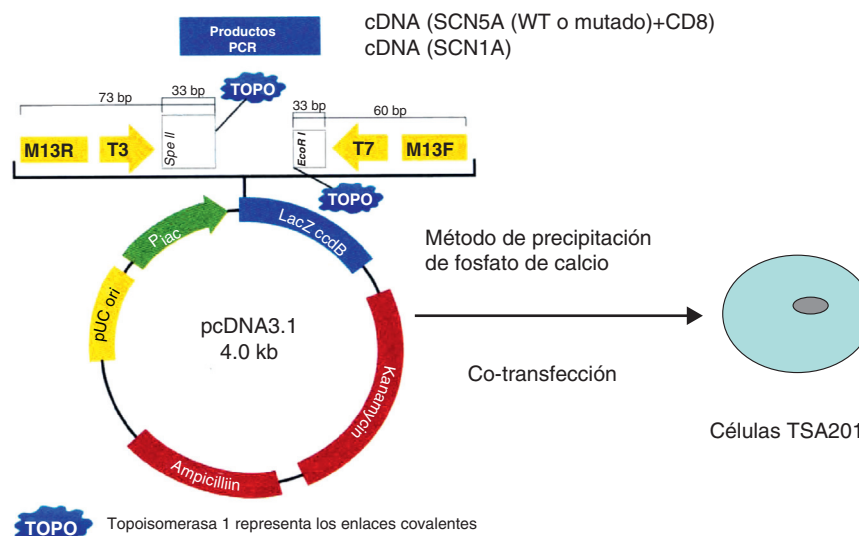 Productos
PCR
cDNA (SCN5A (WT o mutado)+CD8)
cDNA (SCN1A)
73 bp
33 bp
TOPO
33 bp
60 bp
M13R
T3
Spe II
EcoR I
T7
M13F
TOPO
Plac
LacZ ccdB
pUC ori
pcDNA3.1
4.0 kb
Kanamycin
Ampicilliin
Método de precipitación
de fosfato de calcio
Co-transfección
Células TSA201
TOPO
Topoisomerasa 1 representa los enlaces covalentes